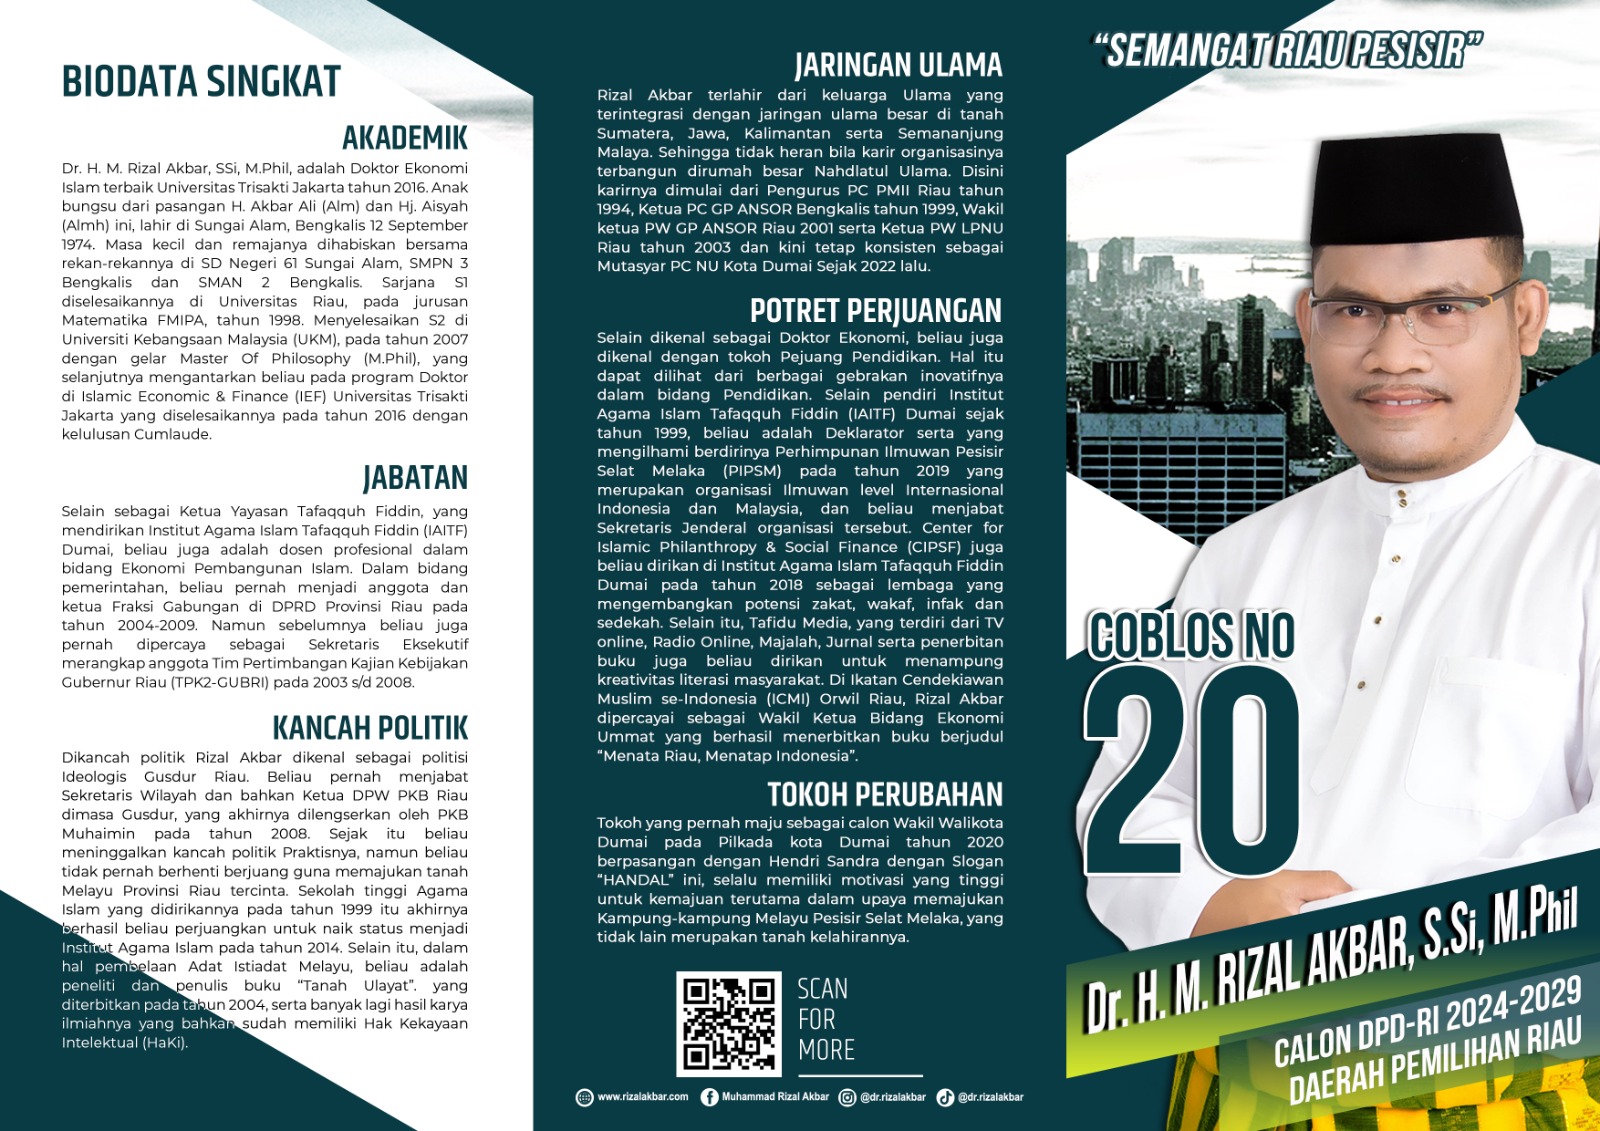 BIODATA SINGKAT
AKADEMIK
Dr. H. M. Rizal Akbar, SSi, M.Phil, adalah Doktor Ekonomi
Islam terbaik Universitas Trisakti Jakarta tahun 2016. Anak
bungsu dari pasangan H. Akbar Ali (Alm) dan Hj. Aisyah
(Almh) ini, lahir di Sungai Alam, Bengkalis 12 September
1974. Masa kecil dan remajanya dihabiskan bersama
rekan-rekannya di SD Negeri 61 Sungai Alam, SMPN 3
Bengkalis dan SMAN 2 Bengkalis. Sarjana S1
diselesaikannya di Universitas Riau, pada jurusan
Matematika FMIPA, tahun 1998. Menyelesaikan S2 di
Universiti Kebangsaan Malaysia (UKM), pada tahun 2007
dengan gelar Master Of Philosophy (M.Phil), yang
selanjutnya mengantarkan beliau pada program Doktor
di Islamic Economic & Finance (IEF) Universitas Trisakti
Jakarta yang diselesaikannya pada tahun 2016 dengan
kelulusan Cumlaude.
JABATAN
Selain sebagai Ketua Yayasan Tafaqquh Fiddin, yang
mendirikan Institut Agama Islam Tafaqquh Fiddin (IAITF)
Dumai, beliau juga adalah dosen profesional dalam
bidang Ekonomi Pembangunan Islam. Dalam bidang
pemerintahan, beliau pernah menjadi anggota dan
ketua Fraksi Gabungan di DPRD Provinsi Riau pada
tahun 2004-2009. Namun sebelumnya beliau juga
pernah dipercaya sebagai Sekretaris Eksekutif
merangkap anggota Tim Pertimbangan Kajian Kebijakan
Gubernur Riau (TPK2-GUBRI) pada 2003 s/d 2008.
KANCAH POLITIK
Dikancah politik Rizal Akbar dikenal sebagai politisi
Ideologis Gusdur Riau. Beliau pernah menjabat
Sekretaris Wilayah dan bahkan Ketua DPW PKB Riau
dimasa Gusdur, yang akhirnya dilengserkan oleh PKB
Muhaimin pada tahun 2008. Sejak itu beliau
meninggalkan kancah politik Praktisnya, namun beliau
tidak pernah berhenti berjuang guna memajukan tanah
Melayu Provinsi Riau tercinta. Sekolah tinggi Agama
Islam yang didirikannya pada tahun 1999 itu akhirnya
berhasil beliau perjuangkan untuk naik status menjadi
Institut Agama Islam pada tahun 2014. Selain itu, dalam
hal pembelaan Adat Istiadat Melayu, beliau adalah
peneliti dan penulis buku “Tanah Ulayat”. yang
diterbitkan pada tahun 2004, serta banyak lagi hasil karya
ilmiahnya yang bahkan sudah memiliki Hak Kekayaan
Intelektual (HaKi).
JARINGAN ULAMA
Rizal Akbar terlahir dari keluarga Ulama yang
terintegrasi dengan jaringan ulama besar di tanah
Sumatera, Jawa, Kalimantan serta Semananjung
Malaya. Sehingga tidak heran bila karir organisasinya
terbangun dirumah besar Nahdlatul Ulama. Disini
karirnya dimulai dari Pengurus PC PMII Riau tahun
1994, Ketua PC GP ANSOR Bengkalis tahun 1999, Wakil
ketua PW GP ANSOR Riau 2001 serta Ketua PW LPNU
Riau tahun 2003 dan kini tetap konsisten sebagai
Mutasyar PC NU Kota Dumai Sejak 2022 lalu.
POTRET PERJUANGAN
Selain dikenal sebagai Doktor Ekonomi, beliau juga
dikenal dengan tokoh Pejuang Pendidikan. Hal itu
dapat dilihat dari berbagai gebrakan inovatifnya
dalam bidang Pendidikan. Selain pendiri Institut
Agama Islam Tafaqquh Fiddin (IAITF) Dumai sejak
tahun 1999, beliau adalah Deklarator serta yang
mengilhami berdirinya Perhimpunan Ilmuwan Pesisir
Selat Melaka (PIPSM) pada tahun 2019 yang
merupakan organisasi Ilmuwan level Internasional
Indonesia dan Malaysia, dan beliau menjabat
Sekretaris Jenderal organisasi tersebut. Center for
Islamic Philanthropy & Social Finance (CIPSF) juga
beliau dirikan di Institut Agama Islam Tafaqquh Fiddin
Dumai pada tahun 2018 sebagai lembaga yang
mengembangkan potensi zakat, wakaf, infak dan
sedekah. Selain itu, Tafidu Media, yang terdiri dari TV
online, Radio Online, Majalah, Jurnal serta penerbitan
buku juga beliau dirikan untuk menampung
kreativitas literasi masyarakat. Di Ikatan Cendekiawan
Muslim se-Indonesia (ICMI) Orwil Riau, Rizal Akbar
dipercayai sebagai Wakil Ketua Bidang Ekonomi
Ummat yang berhasil menerbitkan buku berjudul
“Menata Riau, Menatap Indonesia”.
TOKOH PERUBAHAN
Tokoh yang pernah maju sebagai calon Wakil Walikota
Dumai pada Pilkada kota Dumai tahun 2020
berpasangan dengan Hendri Sandra dengan Slogan
“HANDAL” ini, selalu memiliki motivasi yang tinggi
untuk kemajuan terutama dalam upaya memajukan
Kampung-kampung Melayu Pesisir Selat Melaka, yang
tidak lain merupakan tanah kelahirannya.
SCAN
FOR
MORE
www.rizalakbar.com Muhammad Rizal Akbar @dr.rizalakbar @dr.rizalakbar
“SEMANGAT RIAU PESISIR”
COBLOS NO
20
Dr. H. M. RIZAL AKBAR, S.Si, M.Phil
CALON DPD-RI 2024-2029
DAERAH PEMILIHAN RIAU